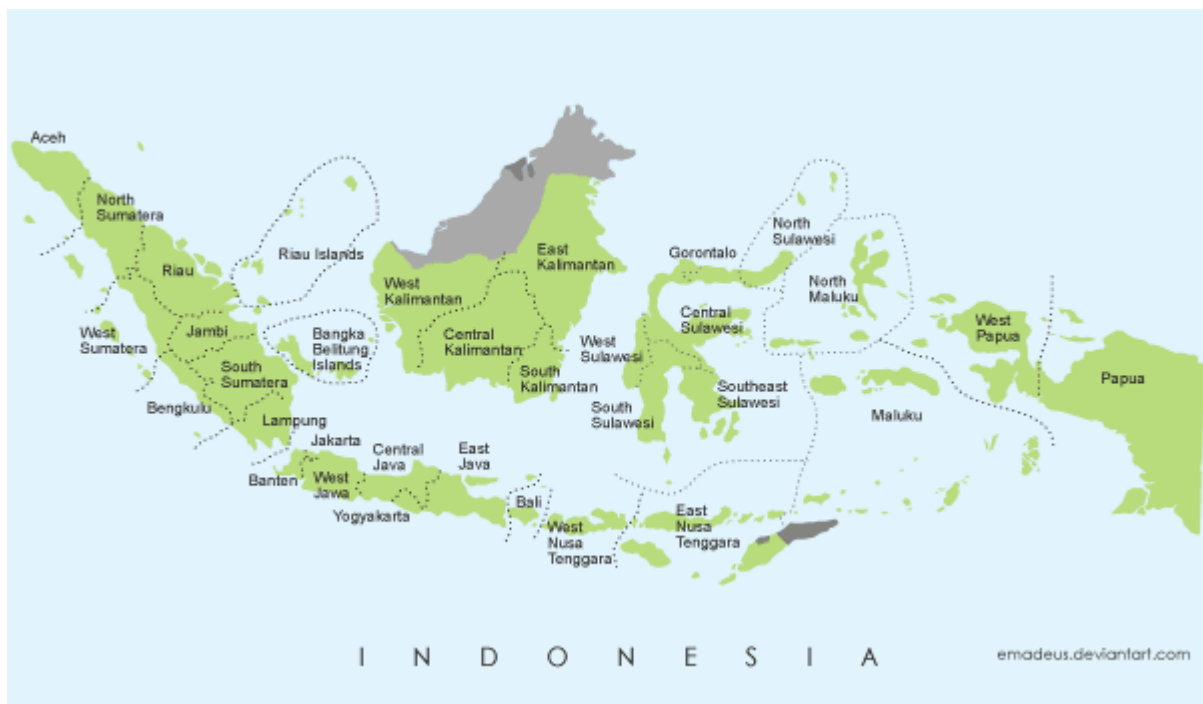 Aceh
North
Sumatera
Riau Islands
Riau
West
Sumatera
Jambi
Bangka
Belitung
Islands
South
Sumatera
Bengkulu
Lampung
West
Kalimantan
East
Kalimantan
Central
Kalimantan
South
Kalimantan
Gorontalo
North
Sulawesi
Central
Sulawesi
West
Sulawesi
South
Sulawesi
Southeast
Sulawesi
North
Maluku
Maluku
West
Papua
Papua
Jakarta
Banten
West
Jawa
Central
Java
Yogyakarta
East
Java
Bali
West
Nusa
Tenggara
East
Nusa
Tenggara
INDONESIA
emadeus.deviantart.com